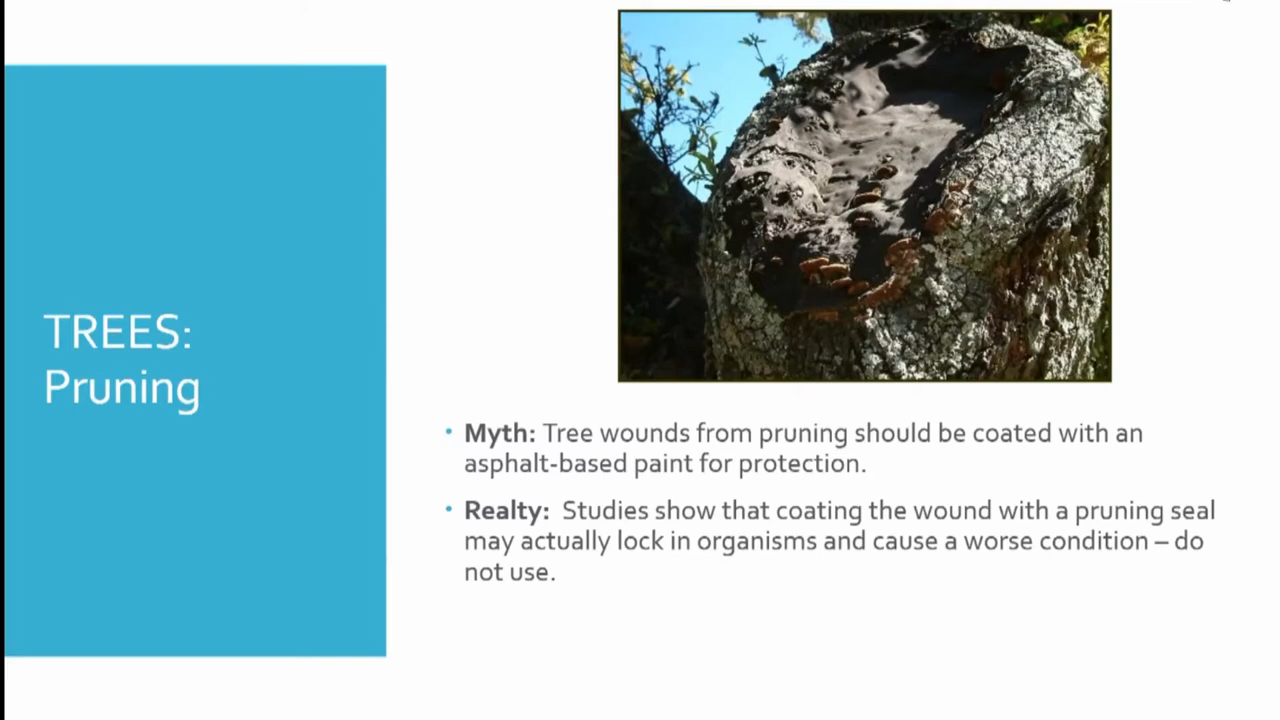 TREES:
Pruning
• Myth: Tree wounds from pruning should be coated with an
asphalt-based paint for protection.
• Realty: Studies show that coating the wound with a pruning seal
may actually lock in organisms and cause a worse condition – do
not use.